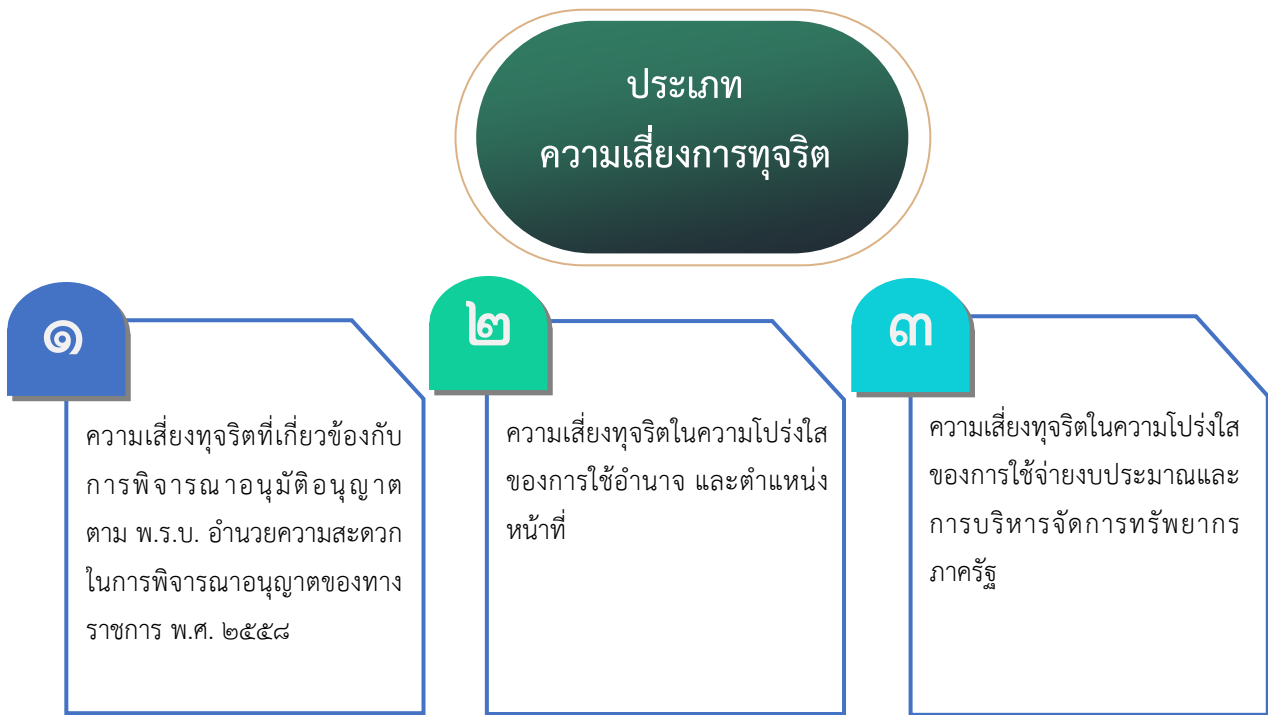 ประเภท
ความเสี่ยงการทุจริต
๑
ความเสี่ยงทุจริตที่เกี่ยวข้องกับ
การพิจารณาอนุมัติอนุญาต
ตาม พ.ร.บ. อำนวยความสะดวก
ในการพิจารณาอนุญาตของทาง
ราชการ พ.ศ. ๒๕๕๘
๒
ความเสี่ยงทุจริตในความโปร่งใส
ของการใช้อำนาจ และตำแหน่ง
หน้าที่
๓
ความเสี่ยงทุจริตในความโปร่งใส
ของการใช้จ่ายงบประมาณและ
การบริหารจัดการทรัพยากร
ภาครัฐ